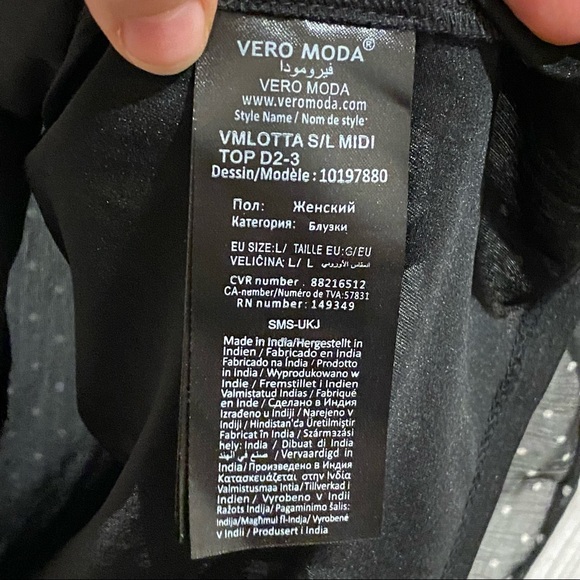 VERO MODA®
فيرومودا
VERO MODA
www.veromoda.com
Style Name / Nom de style:
VMLOTTA S/L MIDI
TOP D2-3
Dessin/Modèle : 10197880
Пол: Женский
Категория: Блузки
EU SIZE:L/ TAILLE EU:G/EU
VELIČINA: L/ L انمقاس الأوروبي
CVR number . 88216512
CA-number/Numéro de TVA:57831
RN number : 149349
SMS-UKJ
Made in India/Hergestellt in
Indien / Fabricado en India
Fabricado na Índia / Prodotto
in India / Wyprodukowano w
Indie / Fremstillet i Indien
Valmistatud Indias / Fabriqué
en Inde / Сделано в Индия
Izrađeno u Indiji / Narejeno v
Indiji / Hindistan'da Üretilmiştir
Fabricat în India / Származási
hely: India / Dibuat di India
صنع في الهند / Vervaardigd in
India/Произведено в Индия
Κατασκευάζεται στην Ινδία
Valmistusmaa Intia/Tillverkad i
Indien / Vyrobeno V Indii
Ražots Indijā / Pagaminimo šalis:
Indija/Magħmul fl-Indja/Vyrobené
v Indii / Produsert i India